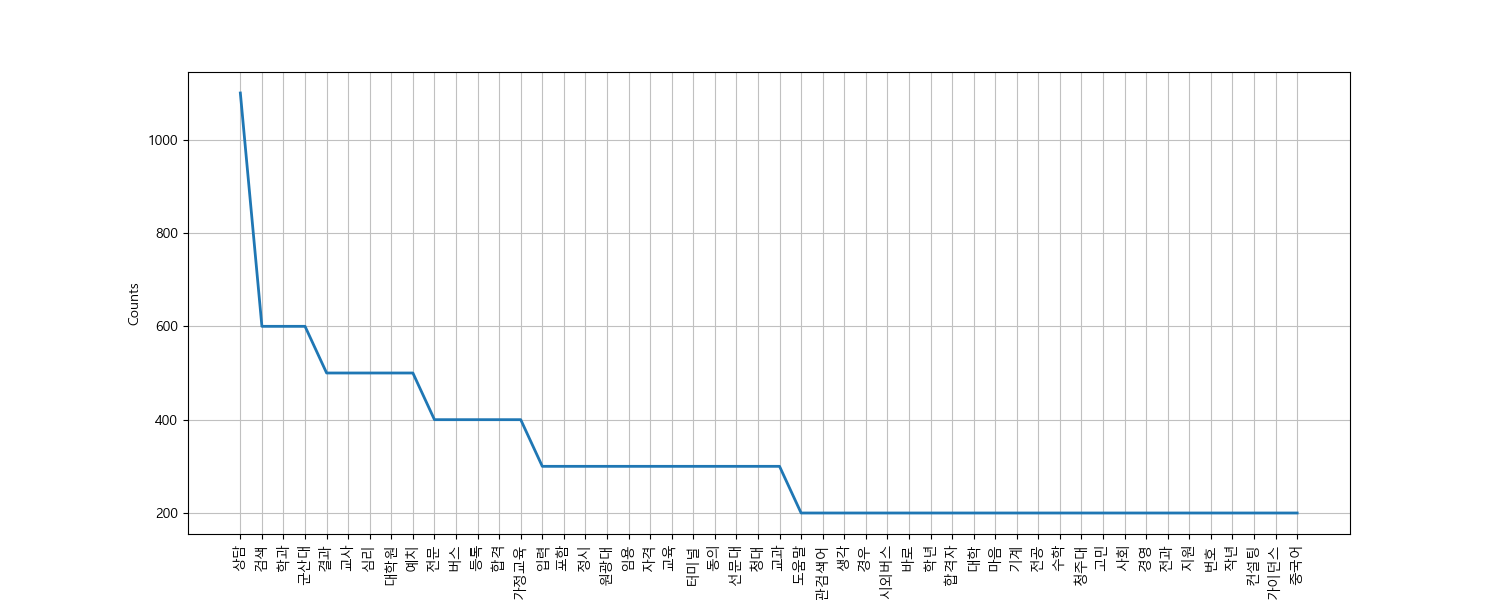 1000
800
600
400
200
Counts
상담
검색
학과
군산대
결과
교사
심리
대학원
예치
전문
버스
등록
합격
가정교육
입력
포함
정시
원광대
임용
자격
교육
터미널
동의
선문대
청대
교과
도움말
관검색어
생각
경우
시외버스
바로
학년
합격자
대학
마음
기계
전공
수학
청주대
고민
사회
경영
전과
지원
번호
작년
컨설팅
가이던스
중국어